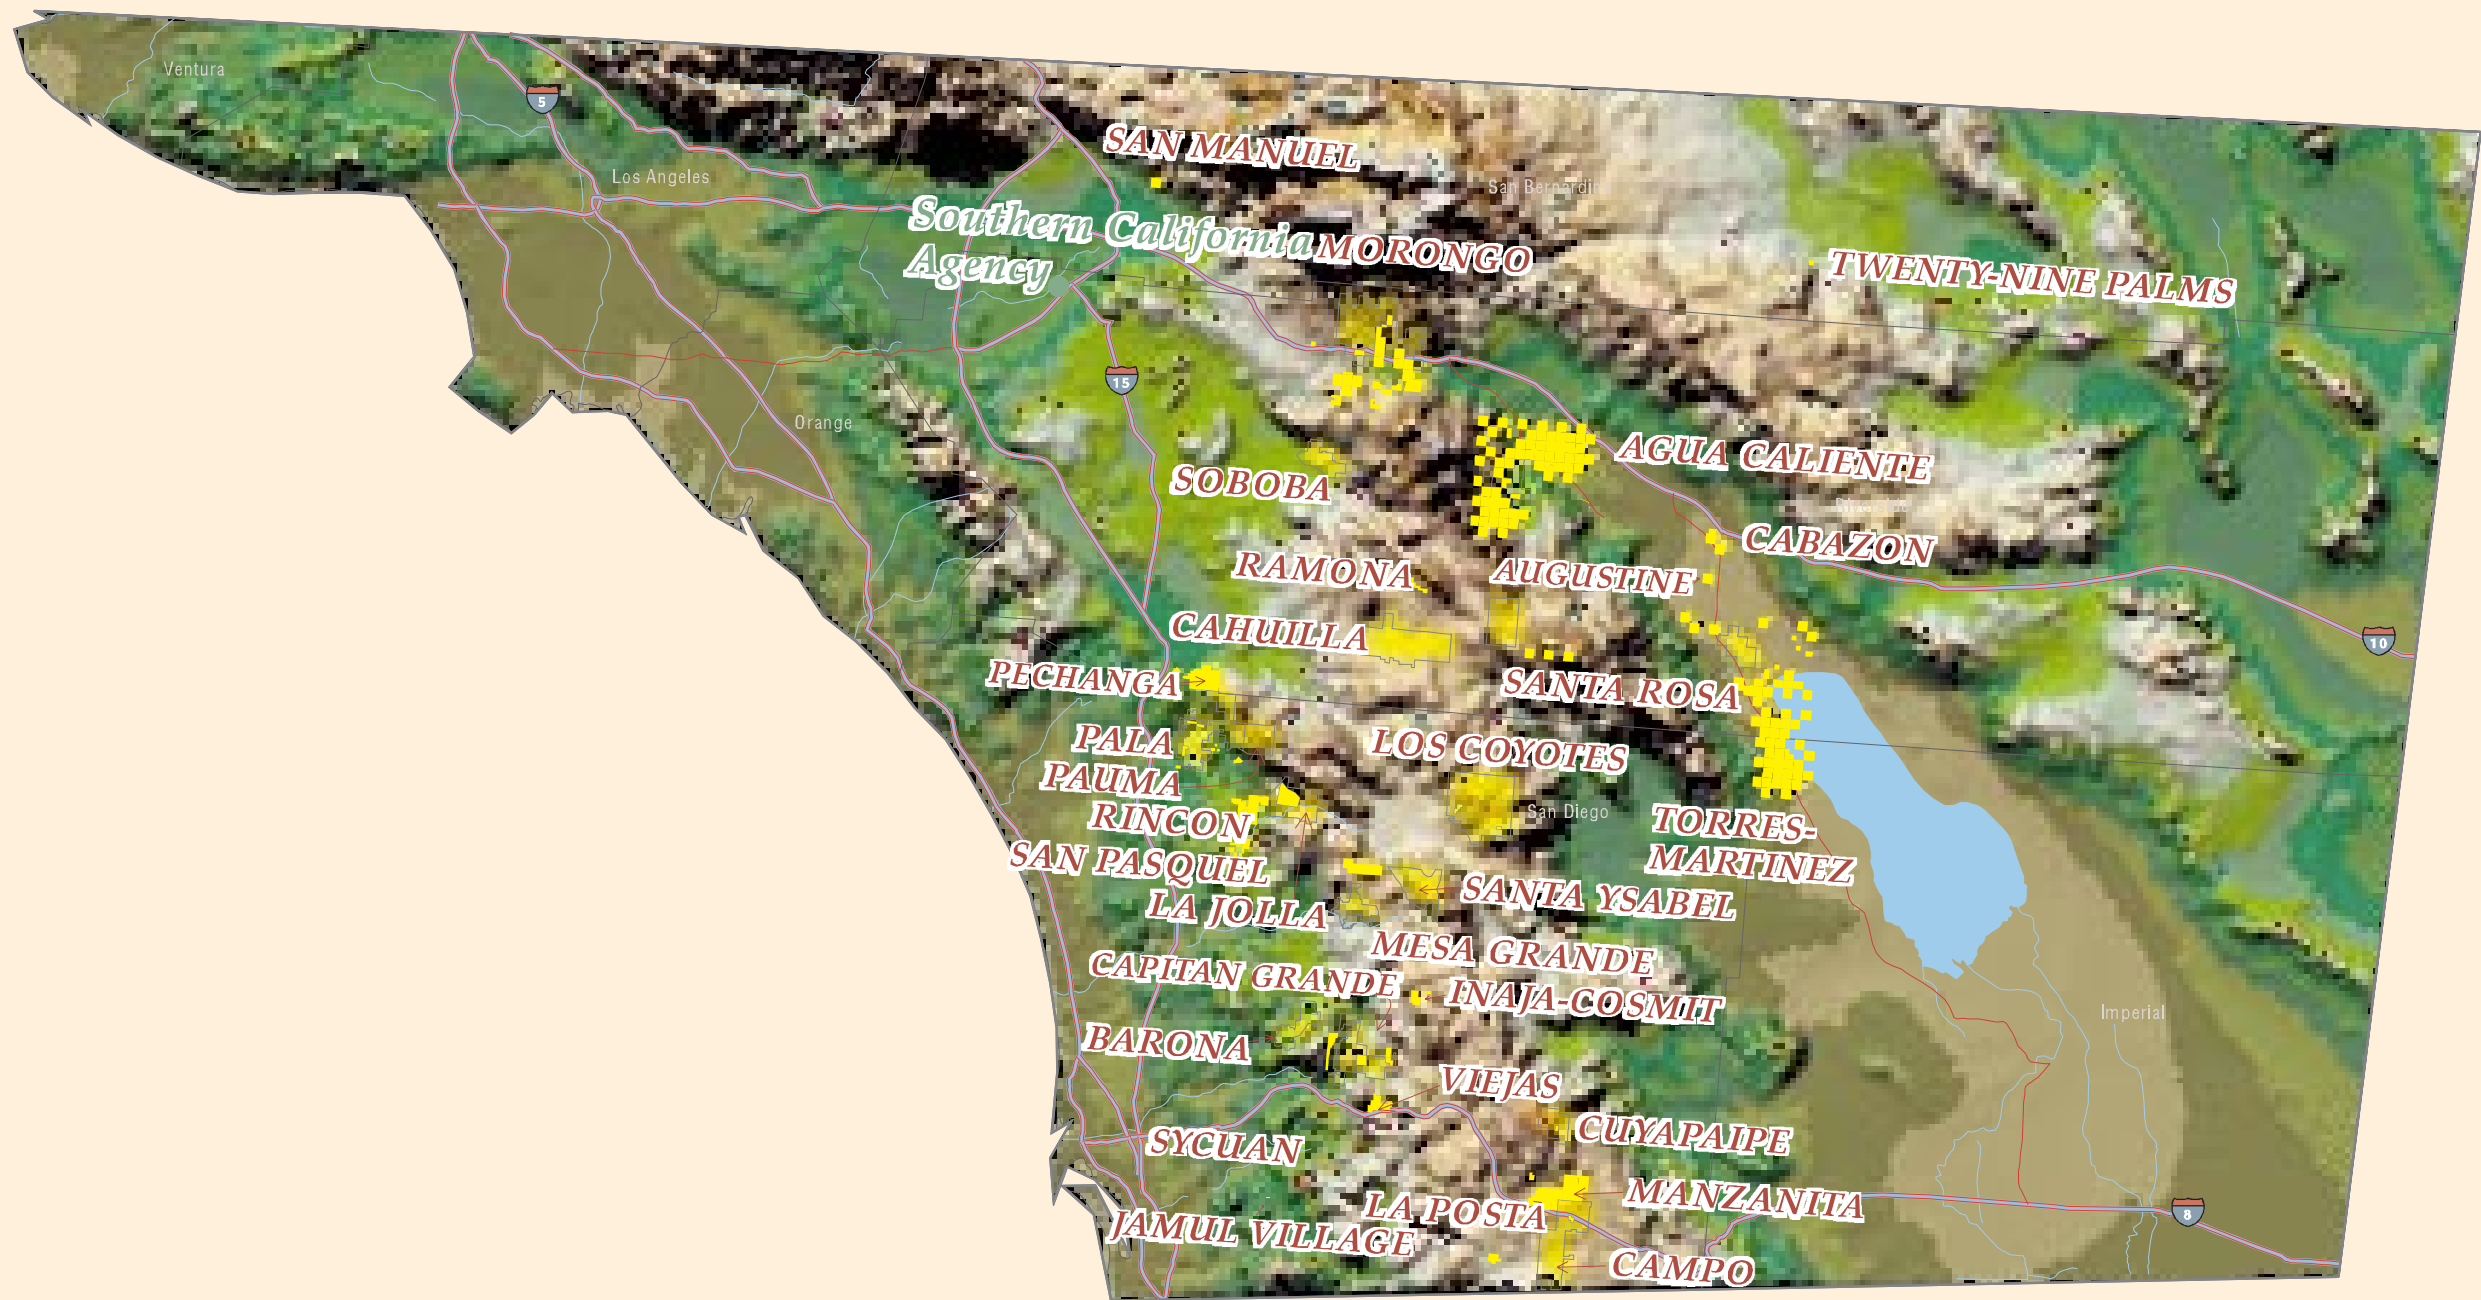 Ventura
5
Los Angeles
SAN MANUEL
San Bernardino
Southern California
Agency
MORONGO
TWENTY-NINE PALMS
15
Orange
AGUA CALIENTE
SOBOBA
Riverside
CABAZON
RAMONA
AUGUSTINE
CAHUILLA
10
PECHANGA
SANTA ROSA
PALA
LOS COYOTES
PAUMA
RINCON
San Diego
TORRES-
MARTINEZ
SAN PASQUEL
SANTA YSABEL
LA JOLLA
MESA GRANDE
CAPITAN GRANDE
INAJA-COSMIT
Imperial
BARONA
VIEJAS
CUYAPAIPE
SYCUAN
MANZANITA
LA POSTA
8
JAMUL VILLAGE
CAMPO